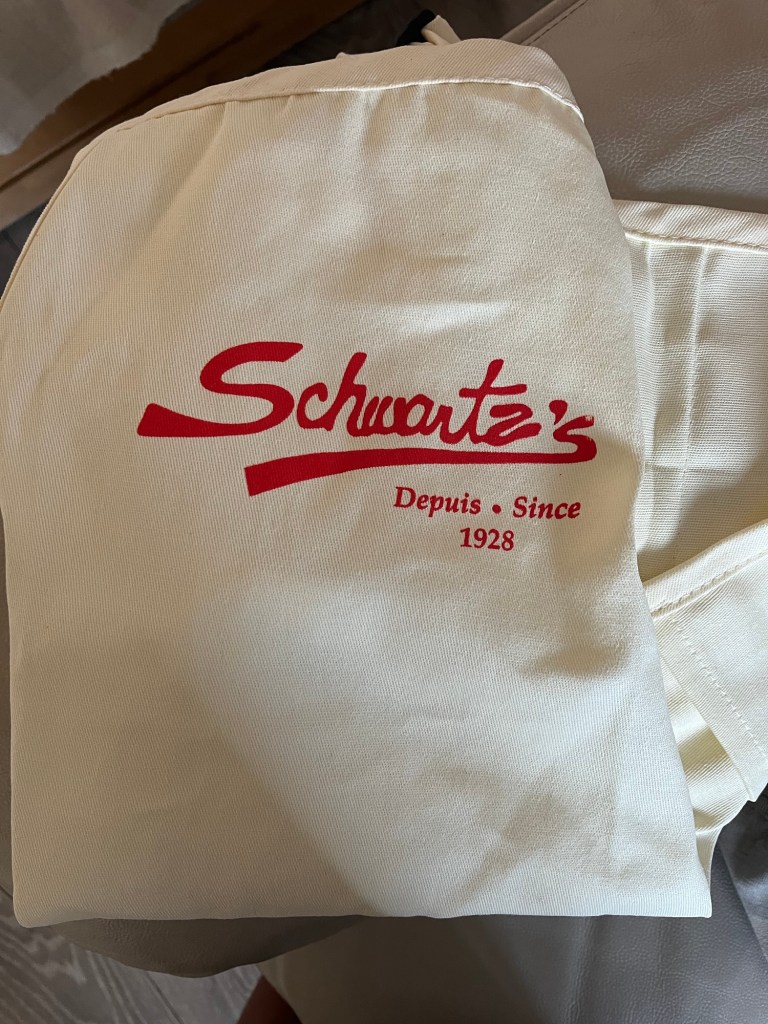 Schwartz's
Depuis • Since
1928